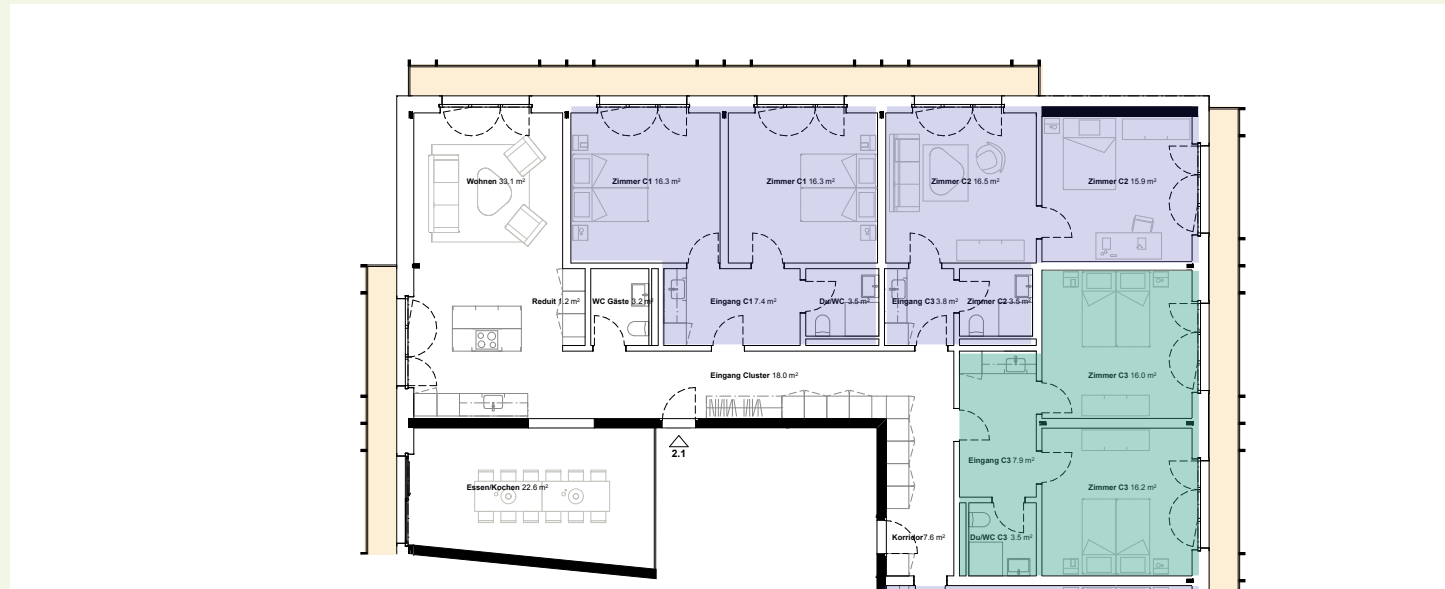 Wohnen 33.1 m²
Zimmer C1 16.3 m²
Zimmer C1 16.3 m²
Zimmer C2 16.5 m²
Zimmer C2 15.9 m²
Reduit 1.2 m²
WC Gäste 3.2 m²
Eingang C1 7.4 m²
Du/WC 3.5 m²
Eingang C3 3.8 m²
Zimmer C2 3.5 m²
Eingang Cluster 18.0 m²
Zimmer C3 16.0 m²
2.1
Eingang C3 7.9 m²
Essen/Kochen 22.6 m²
Zimmer C3 16.2 m²
Korridor 7.6 m²
Du/WC C3 3.5 m²